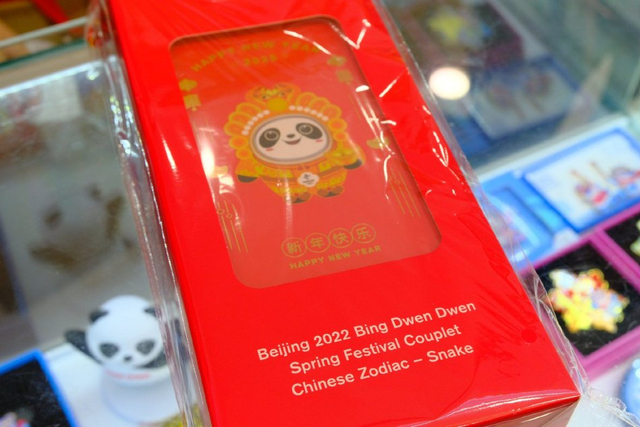 HAPPY NEW YEAR
新年快乐
HAPPY NEW YEAR
Beijing 2022 Bing Dwen Dwen
Spring Festival Couplet
Chinese Zodiac – Snake